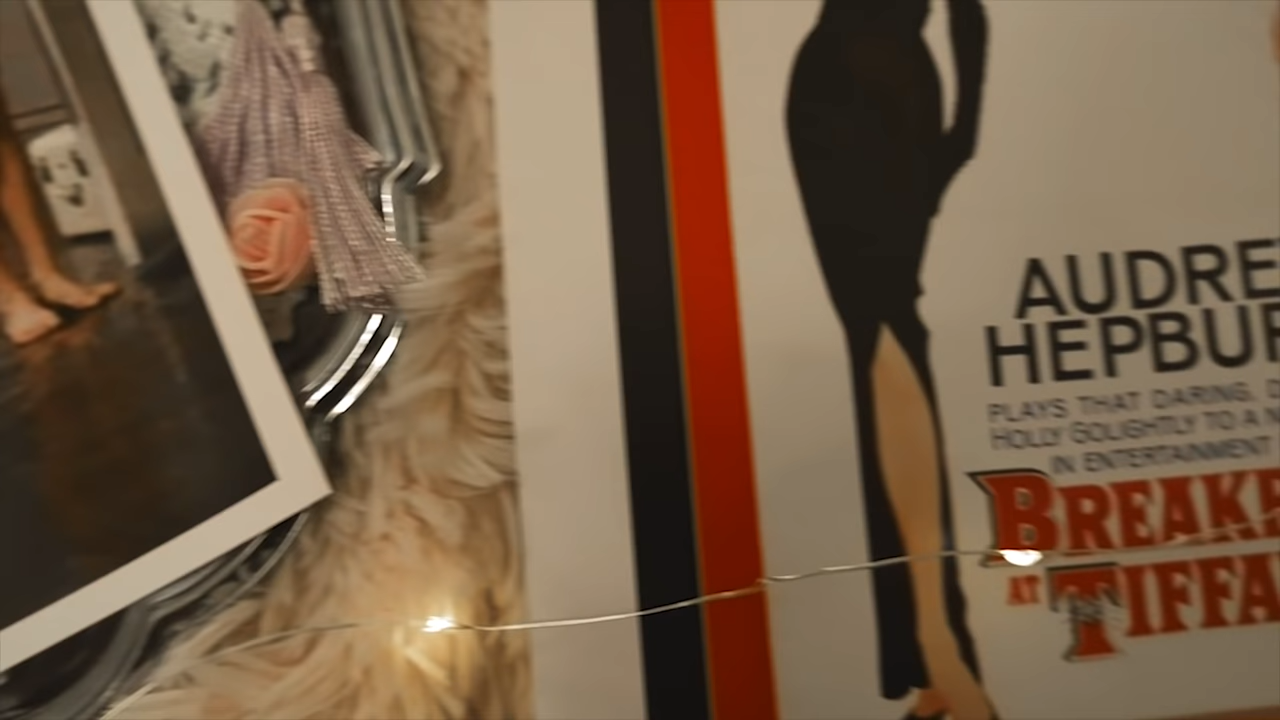 AUDRE
HEPBUR
PLAYS THAT DARING, D
HOLLY GOLIGHTLY TO A N
IN ENTERTAINMENT
BREAKF
AT TIFFA